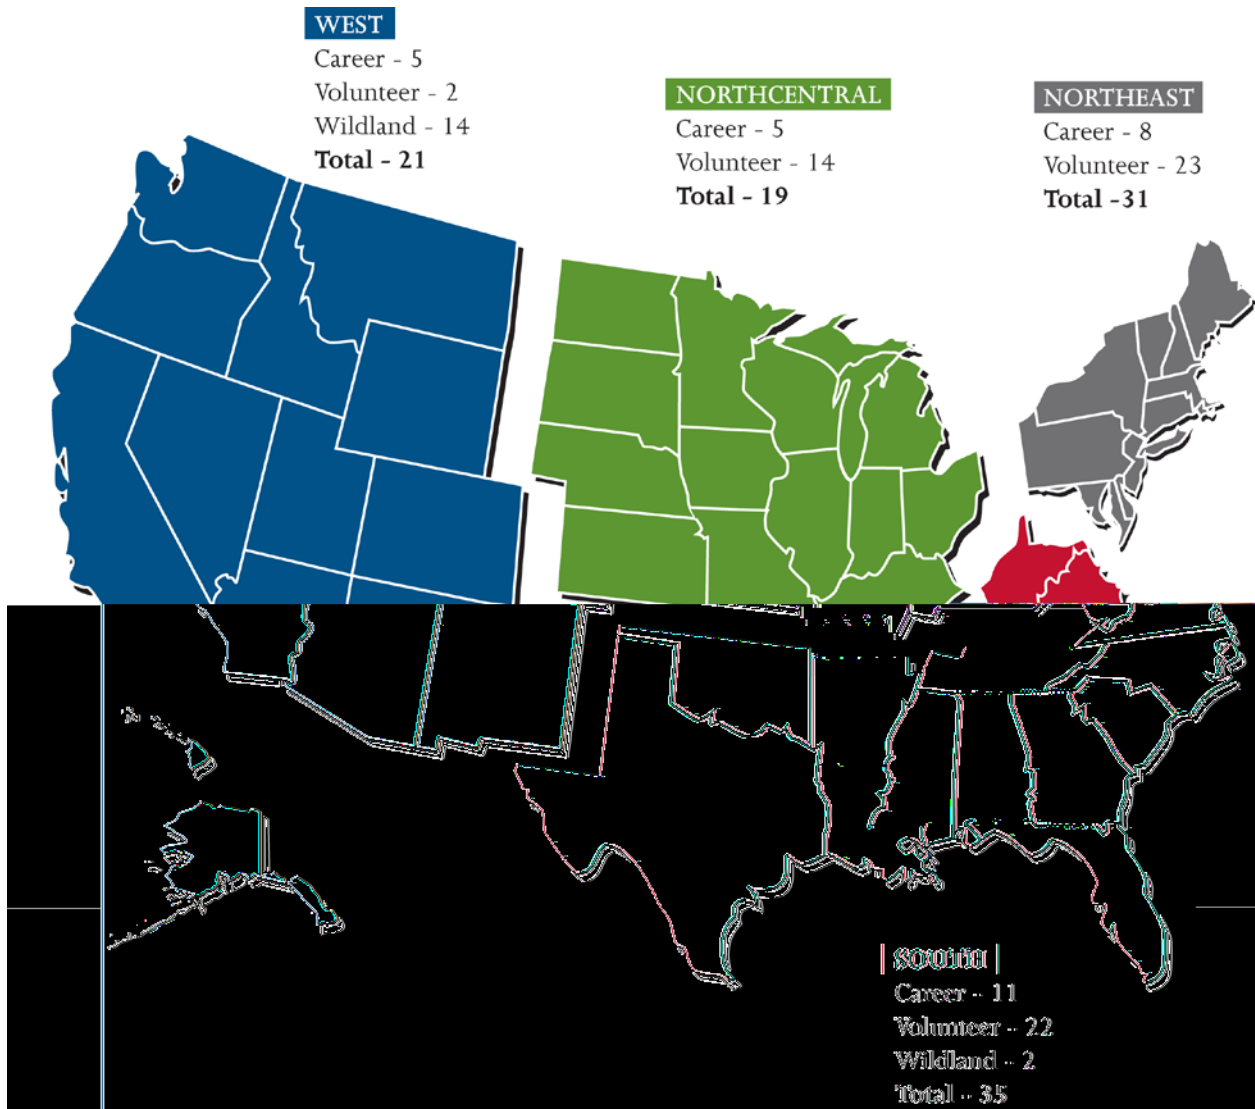 WEST
Career - 5
Volunteer - 2
Wildland - 14
Total - 21
NORTHCENTRAL
Career - 5
Volunteer - 14
Total - 19
NORTHEAST
Career - 8
Volunteer - 23
Total -31
SOUTH
Career - 11
Volunteer - 22
Wildland - 2
Total - 35